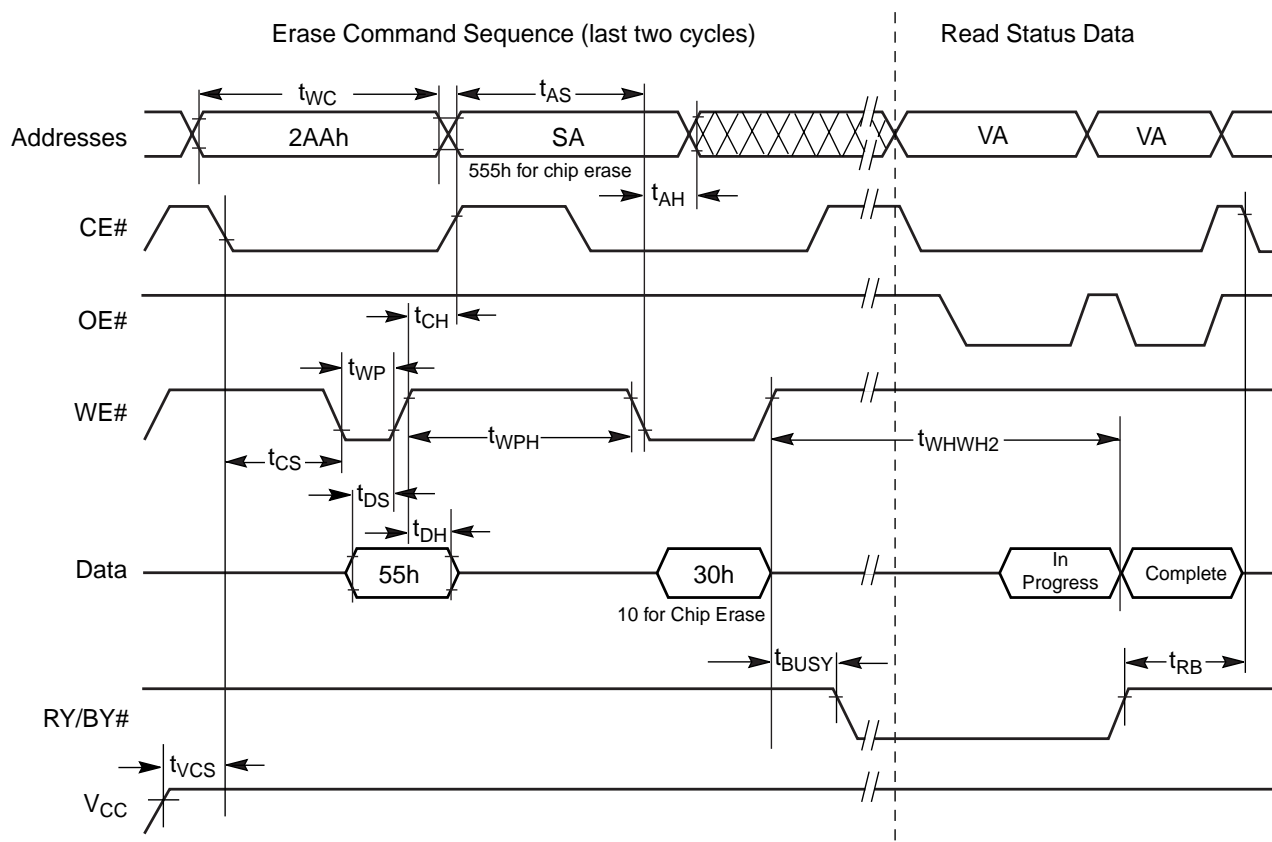 Erase Command Sequence (last two cycles)
Read Status Data
tWC
tAS
Addresses
2AAh
SA
VA
VA
555h for chip erase
tAH
CE#
OE#
tCH
tWP
WE#
tWPH
tWHWH2
tCS
tDS
tDH
Data
55h
30h
In
Progress
Complete
10 for Chip Erase
tBUSY
tRB
RY/BY#
tVCS
VCC